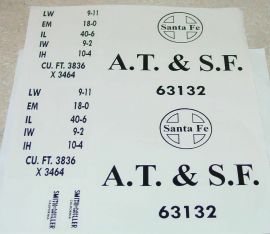 LW 9-11
EM 18-0
IL 40-6
IW 9-2
IH 10-4
CU. FT. 3836
X 3464
Santa Fe
A.T. & S.F.
63132
LW 9-11
EM 18-0
IL 40-6
IW 9-2
IH 10-4
CU. FT. 3836
X 3464
Santa Fe
A.T. & S.F.
63132